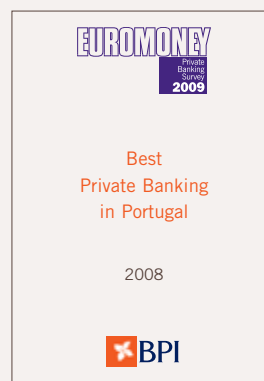 EUROMONEY
Private
Banking
Survey
2009
Best
Private Banking
in Portugal
2008
BPI